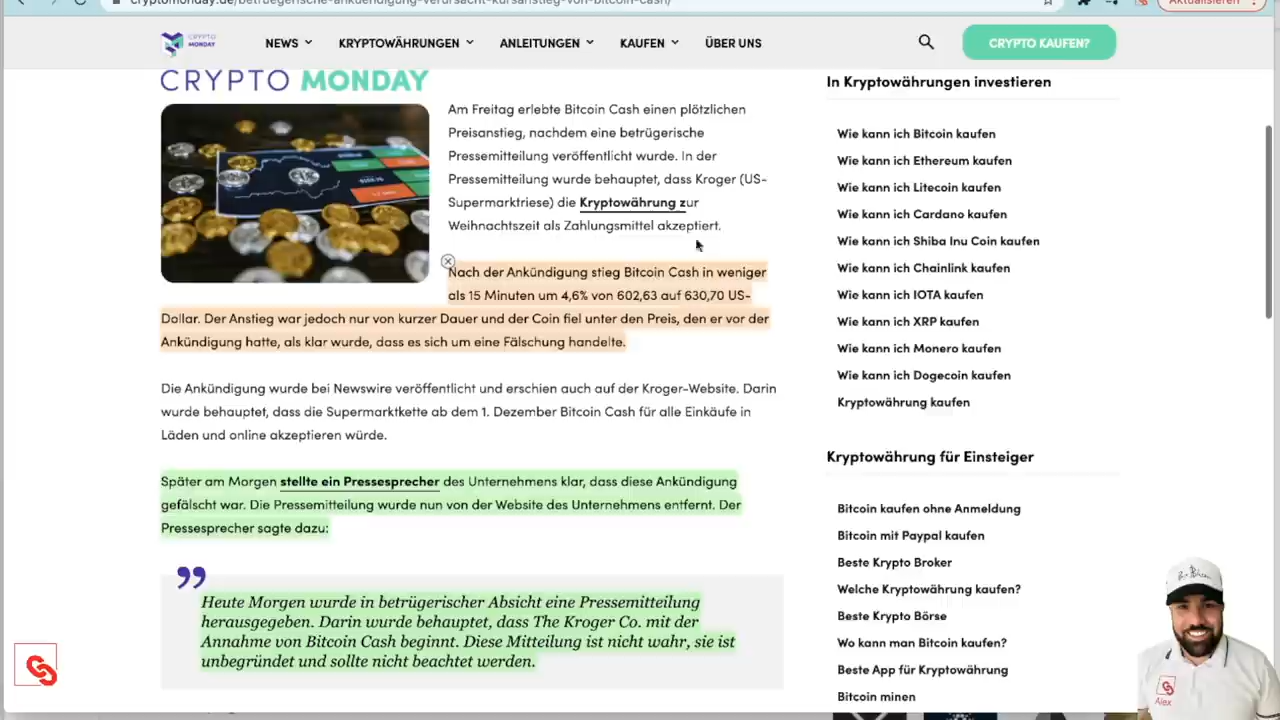 cryptomonday.de/betruegerische-ankuendigung-verursacht-kursanstieg-von-bitcoin-cash/
Aktualisieren
CRYPTO
MONDAY
NEWS
KRYPTOWÄHRUNGEN
ANLEITUNGEN
KAUFEN
ÜBER UNS
CRYPTO KAUFEN?
CRYPTO MONDAY
Am Freitag erlebte Bitcoin Cash einen plötzlichen
Preisanstieg, nachdem eine betrügerische
Pressemitteilung veröffentlicht wurde. In der
Pressemitteilung wurde behauptet, dass Kroger (US-
Supermarktriese) die Kryptowährung zur
Weihnachtszeit als Zahlungsmittel akzeptiert.
Nach der Ankündigung stieg Bitcoin Cash in weniger
als 15 Minuten um 4,6% von 602,63 auf 630,70 US-
Dollar. Der Anstieg war jedoch nur von kurzer Dauer und der Coin fiel unter den Preis, den er vor der
Ankündigung hatte, als klar wurde, dass es sich um eine Fälschung handelte.
Die Ankündigung wurde bei Newswire veröffentlicht und erschien auch auf der Kroger-Website. Darin
wurde behauptet, dass die Supermarktkette ab dem 1. Dezember Bitcoin Cash für alle Einkäufe in
Läden und online akzeptieren würde.
Später am Morgen stellte ein Pressesprecher des Unternehmens klar, dass diese Ankündigung
gefälscht war. Die Pressemitteilung wurde nun von der Website des Unternehmens entfernt. Der
Pressesprecher sagte dazu:
”
Heute Morgen wurde in betrügerischer Absicht eine Pressemitteilung
herausgegeben. Darin wurde behauptet, dass The Kroger Co. mit der
Annahme von Bitcoin Cash beginnt. Diese Mitteilung ist nicht wahr, sie ist
unbegründet und sollte nicht beachtet werden.
In Kryptowährungen investieren
Wie kann ich Bitcoin kaufen
Wie kann ich Ethereum kaufen
Wie kann ich Litecoin kaufen
Wie kann ich Cardano kaufen
Wie kann ich Shiba Inu Coin kaufen
Wie kann ich Chainlink kaufen
Wie kann ich IOTA kaufen
Wie kann ich XRP kaufen
Wie kann ich Monero kaufen
Wie kann ich Dogecoin kaufen
Kryptowährung kaufen
Kryptowährung für Einsteiger
Bitcoin kaufen ohne Anmeldung
Bitcoin mit Paypal kaufen
Beste Krypto Broker
Welche Kryptowährung kaufen?
Beste Krypto Börse
Wo kann man Bitcoin kaufen?
Beste App für Kryptowährung
Bitcoin minen
Alex